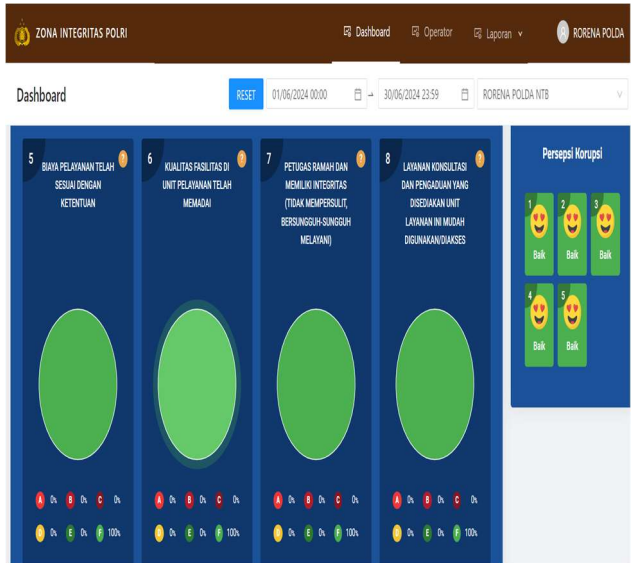 ZONA INTEGRITAS POLRI
Dashboard
Operator
Laporan
RORENA POLDA
Dashboard
RESET
01/06/2024 00:00
30/06/2024 23:59
RORENA POLDA NTB
5
BIAYA PELAYANAN TELAH
SESUAI DENGAN
KETENTUAN
?
A 0% B 0% C 0%
D 0% E 0% F 100%
6
KUALITAS FASILITAS DI
UNIT PELAYANAN TELAH
MEMADAI
?
A 0% B 0% C 0%
D 0% E 0% F 100%
7
PETUGAS RAMAH DAN
MEMILIKI INTEGRITAS
(TIDAK MEMPERSULIT,
BERSUNGGUH-SUNGGUH
MELAYANI)
?
A 0% B 0% C 0%
D 0% E 0% F 100%
8
LAYANAN KONSULTASI
DAN PENGADUAN YANG
DISEDIAKAN UNIT
LAYANAN INI MUDAH
DIGUNAKAN/DIAKSES
?
A 0% B 0% C 0%
D 0% E 0% F 100%
Persepsi Korupsi
1
Baik
2
Baik
3
Baik
4
Baik
5
Baik